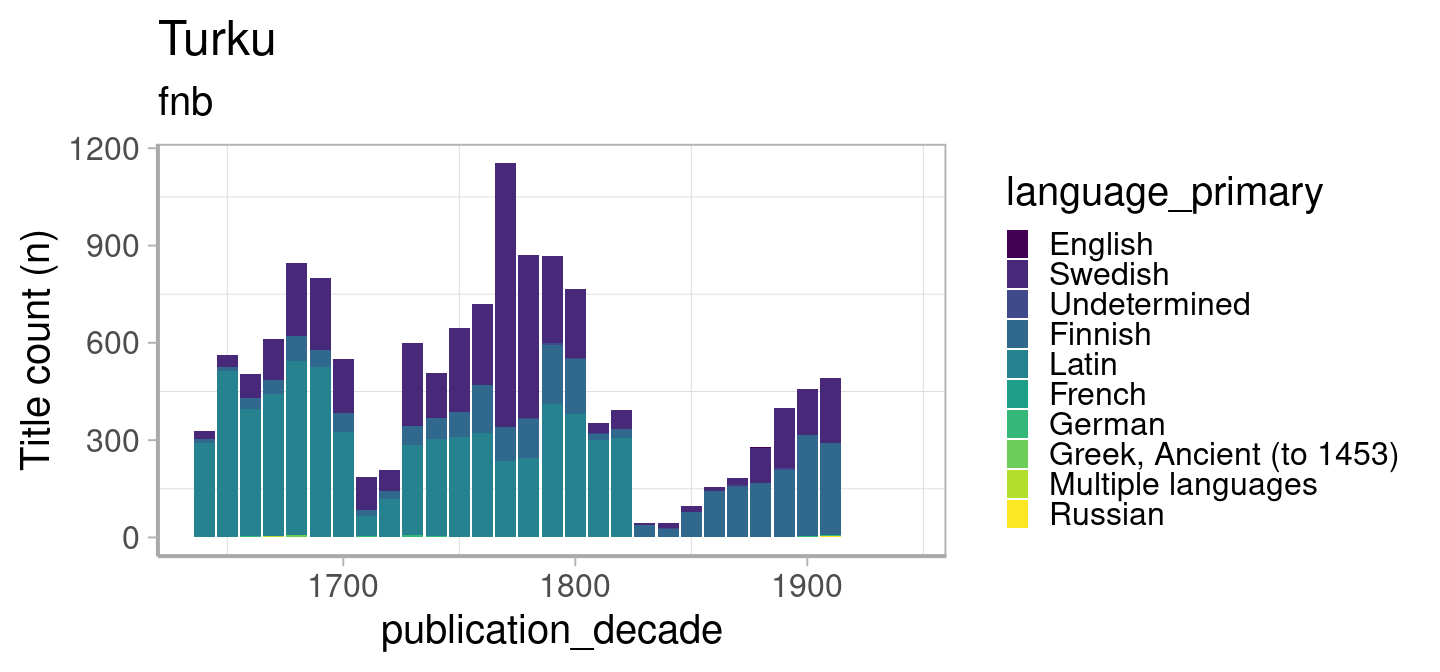 Turku
fnb
1200
900
600
300
0
Title count (n)
1700 1800 1900
publication_decade
language_primary
English
Swedish
Undetermined
Finnish
Latin
French
German
Greek, Ancient (to 1453)
Multiple languages
Russian